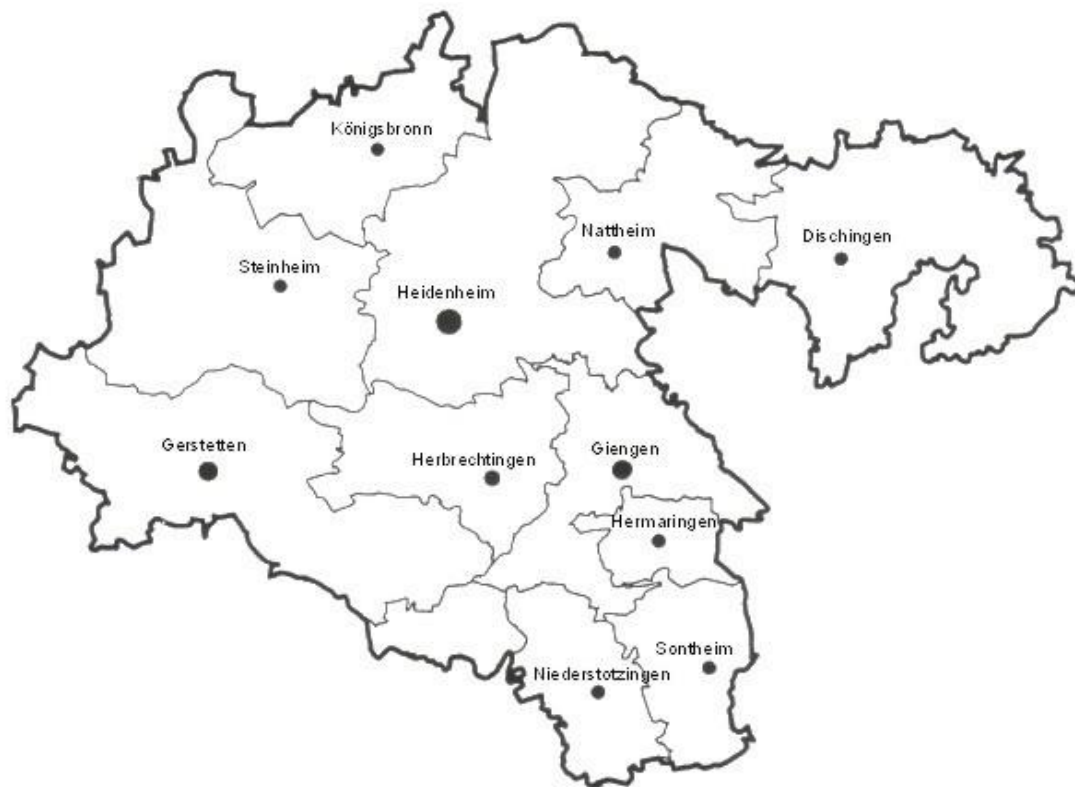 Königsbronn
Nattheim
Dischingen
Steinheim
Heidenheim
Gerstetten
Herbrechtingen
Giengen
Hermaringen
Sontheim
Niederstotzingen